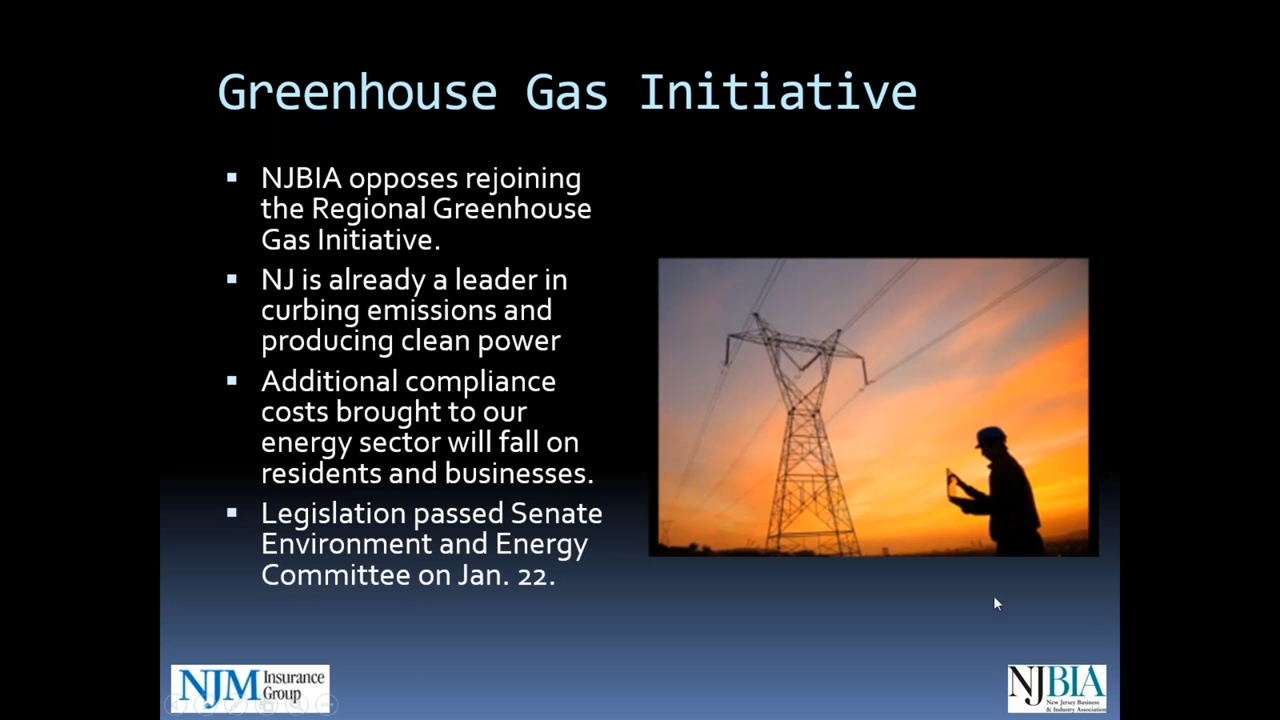 Greenhouse Gas Initiative
NJBIA opposes rejoining
the Regional Greenhouse
Gas Initiative.
NJ is already a leader in
curbing emissions and
producing clean power
Additional compliance
costs brought to our
energy sector will fall on
residents and businesses.
Legislation passed Senate
Environment and Energy
Committee on Jan. 22.
NJM Insurance
Group
NJBIA
New Jersey Business
& Industry Association